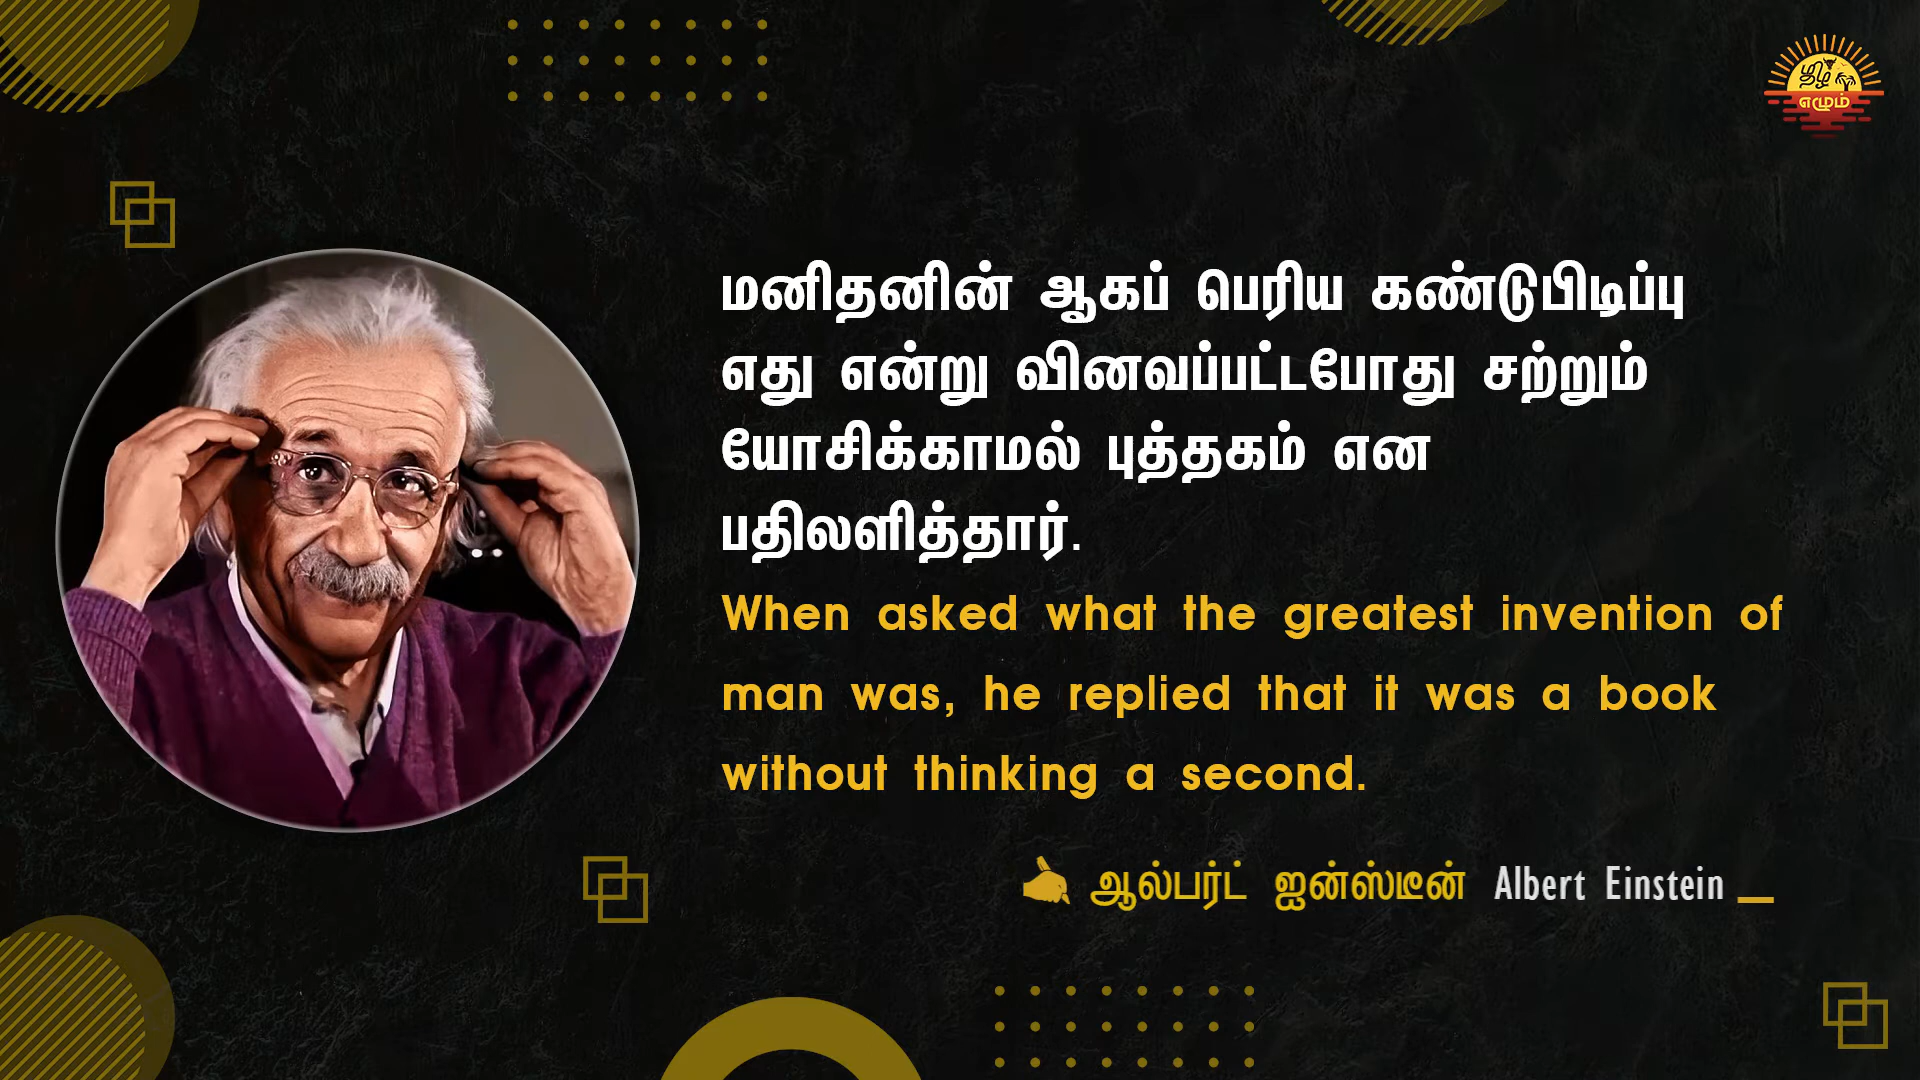 தமிழ்
எழும்
மனிதனின் ஆகப் பெரிய கண்டுபிடிப்பு
எது என்று வினவப்பட்டபோது சற்றும்
யோசிக்காமல் புத்தகம் என
பதிலளித்தார்.
When asked what the greatest invention of
man was, he replied that it was a book
without thinking a second.
ஆல்பர்ட் ஐன்ஸ்டீன் Albert Einstein